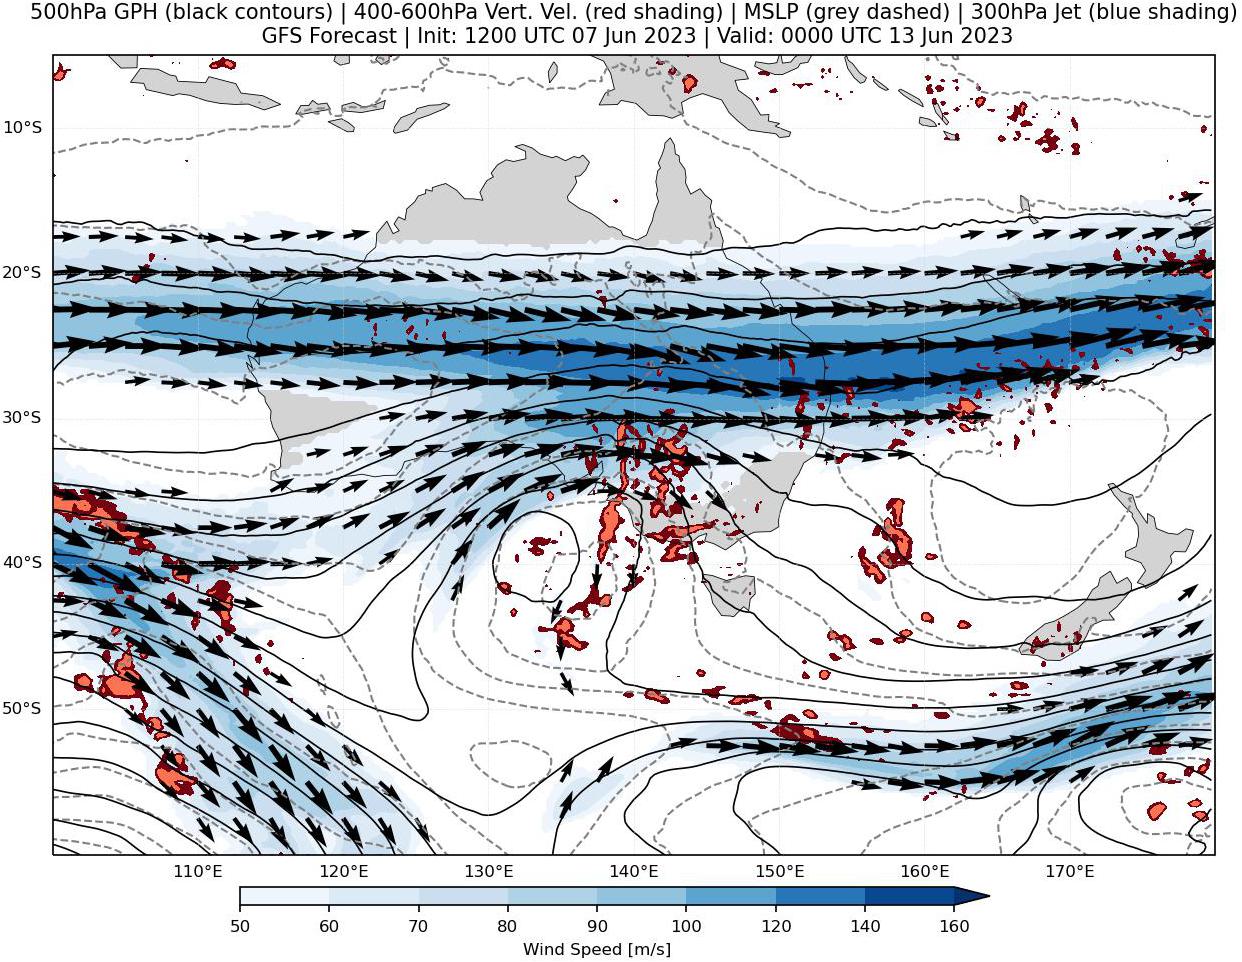 500hPa GPH (black contours) | 400-600hPa Vert. Vel. (red shading) | MSLP (grey dashed) | 300hPa Jet (blue shading)
GFS Forecast | Init: 1200 UTC 07 Jun 2023 | Valid: 0000 UTC 13 Jun 2023
10°S
20°S
30°S
40°S
50°S
110°E 120°E 130°E 140°E 150°E 160°E 170°E
50 60 70 80 90 100 120 140 160
Wind Speed [m/s]